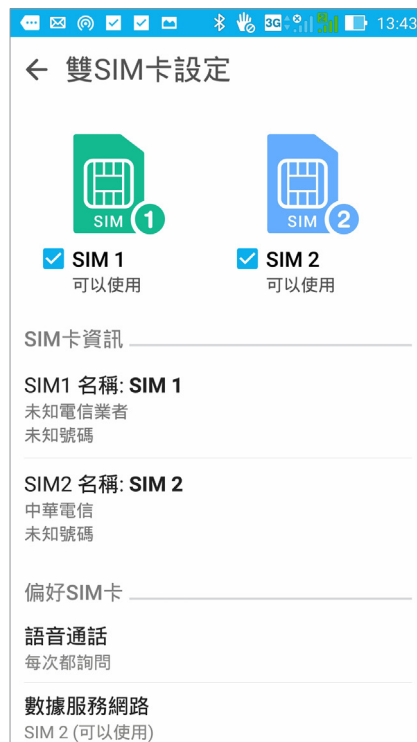 3G 13:43
雙SIM卡設定
SIM 1 SIM 2
SIM 1 SIM 2
可以使用 可以使用
SIM卡資訊
SIM1 名稱: SIM 1
未知電信業者
未知號碼
SIM2 名稱: SIM 2
中華電信
未知號碼
偏好SIM卡
語音通話
每次都詢問
數據服務網路
SIM 2 (可以使用)